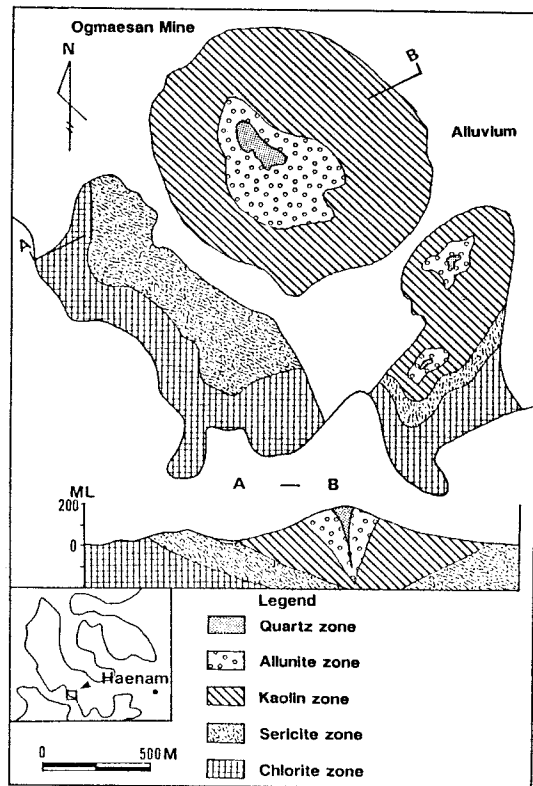 Ogmaesan Mine
N
B
Alluvium
A
A — B
ML
200
0
Legend
Quartz zone
Allunite zone
Kaolin zone
Sericite zone
Chlorite zone
Haenam
0 500 M